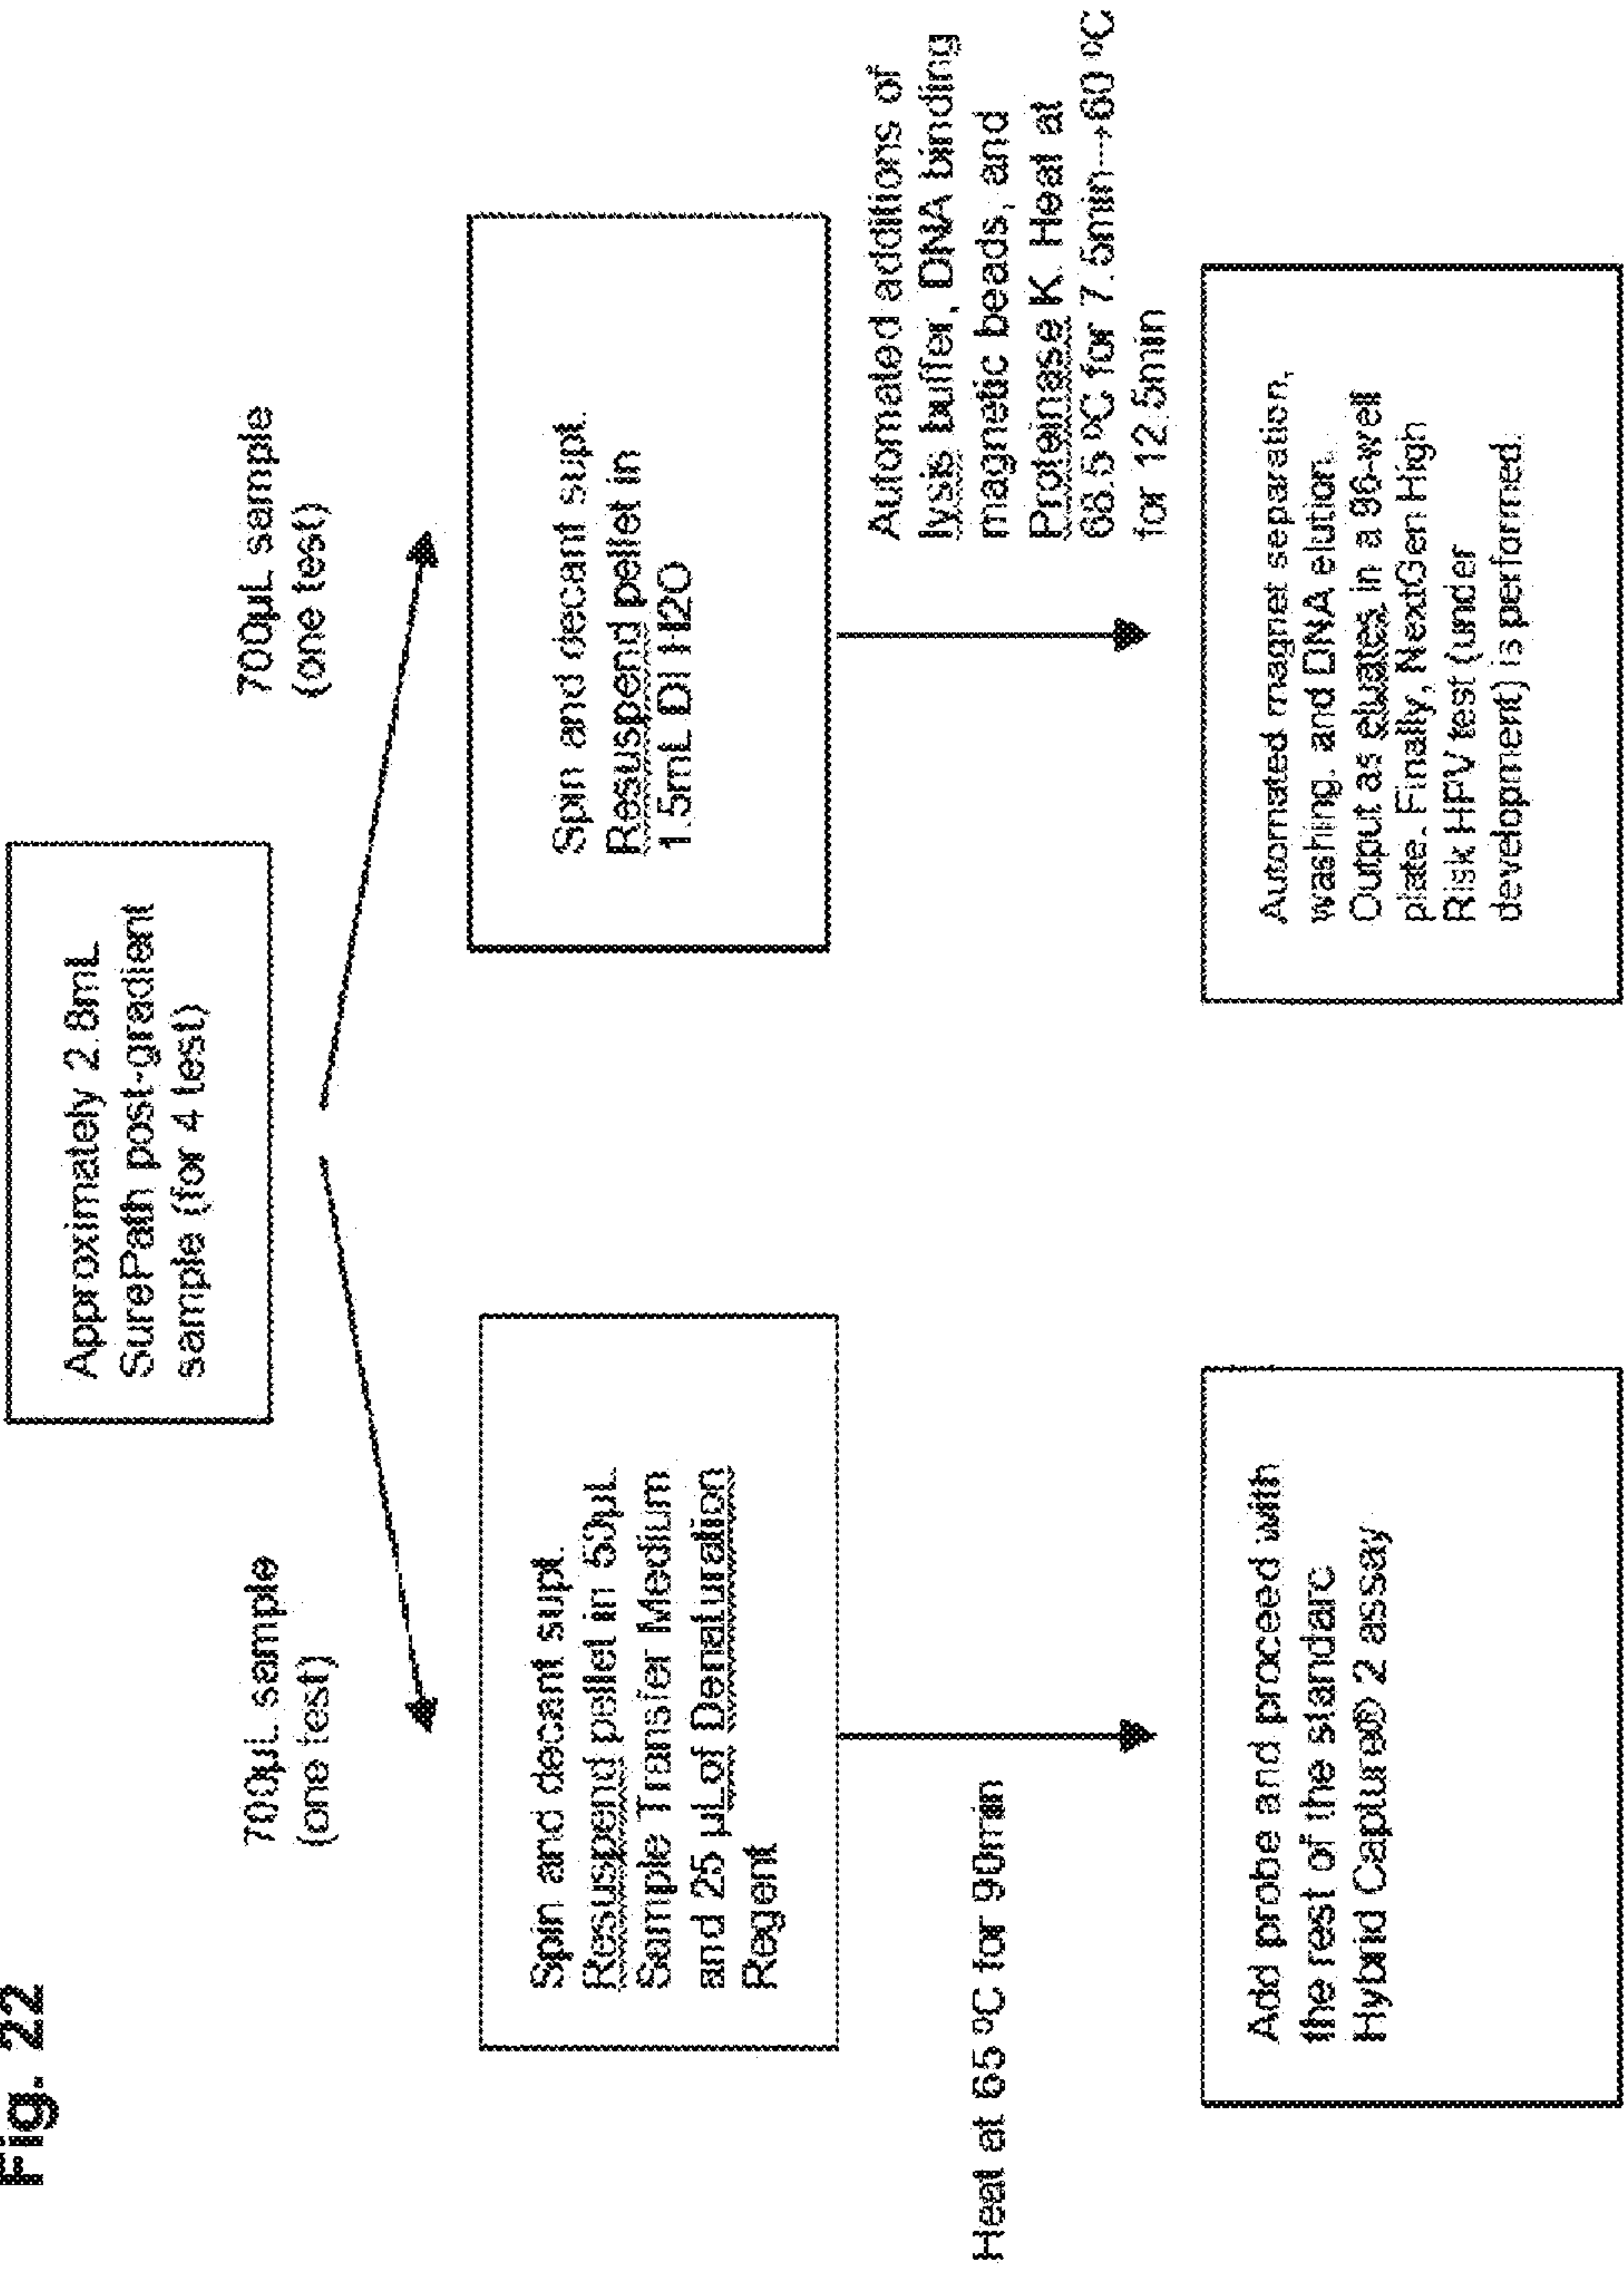 Fig. 22
Approximately 2.8mL
SurePath post-gradient
sample (for 4 test)
700µL sample
(one test)
700µL sample
(one test)
Spin and decant supt.
Resuspend pellet in 50µL
Sample Transfer Medium
and 25 µL of Denaturation
Regent
Spin and decant supt.
Resuspend pellet in
1.5mL DI H2O
Heat at 65 ºC for 90min
Automated additions of
lysis buffer, DNA binding
magnetic beads, and
Proteinase K. Heat at
68.5 ºC for 7.5min→60 ºC
for 12.5min
Add probe and proceed with
the rest of the standarc
Hybrid Capture® 2 assay
Automated magnet separation,
washing, and DNA elution.
Output as eluates in a 96-well
plate. Finally, NextGen High
Risk HPV test (under
development) is performed.